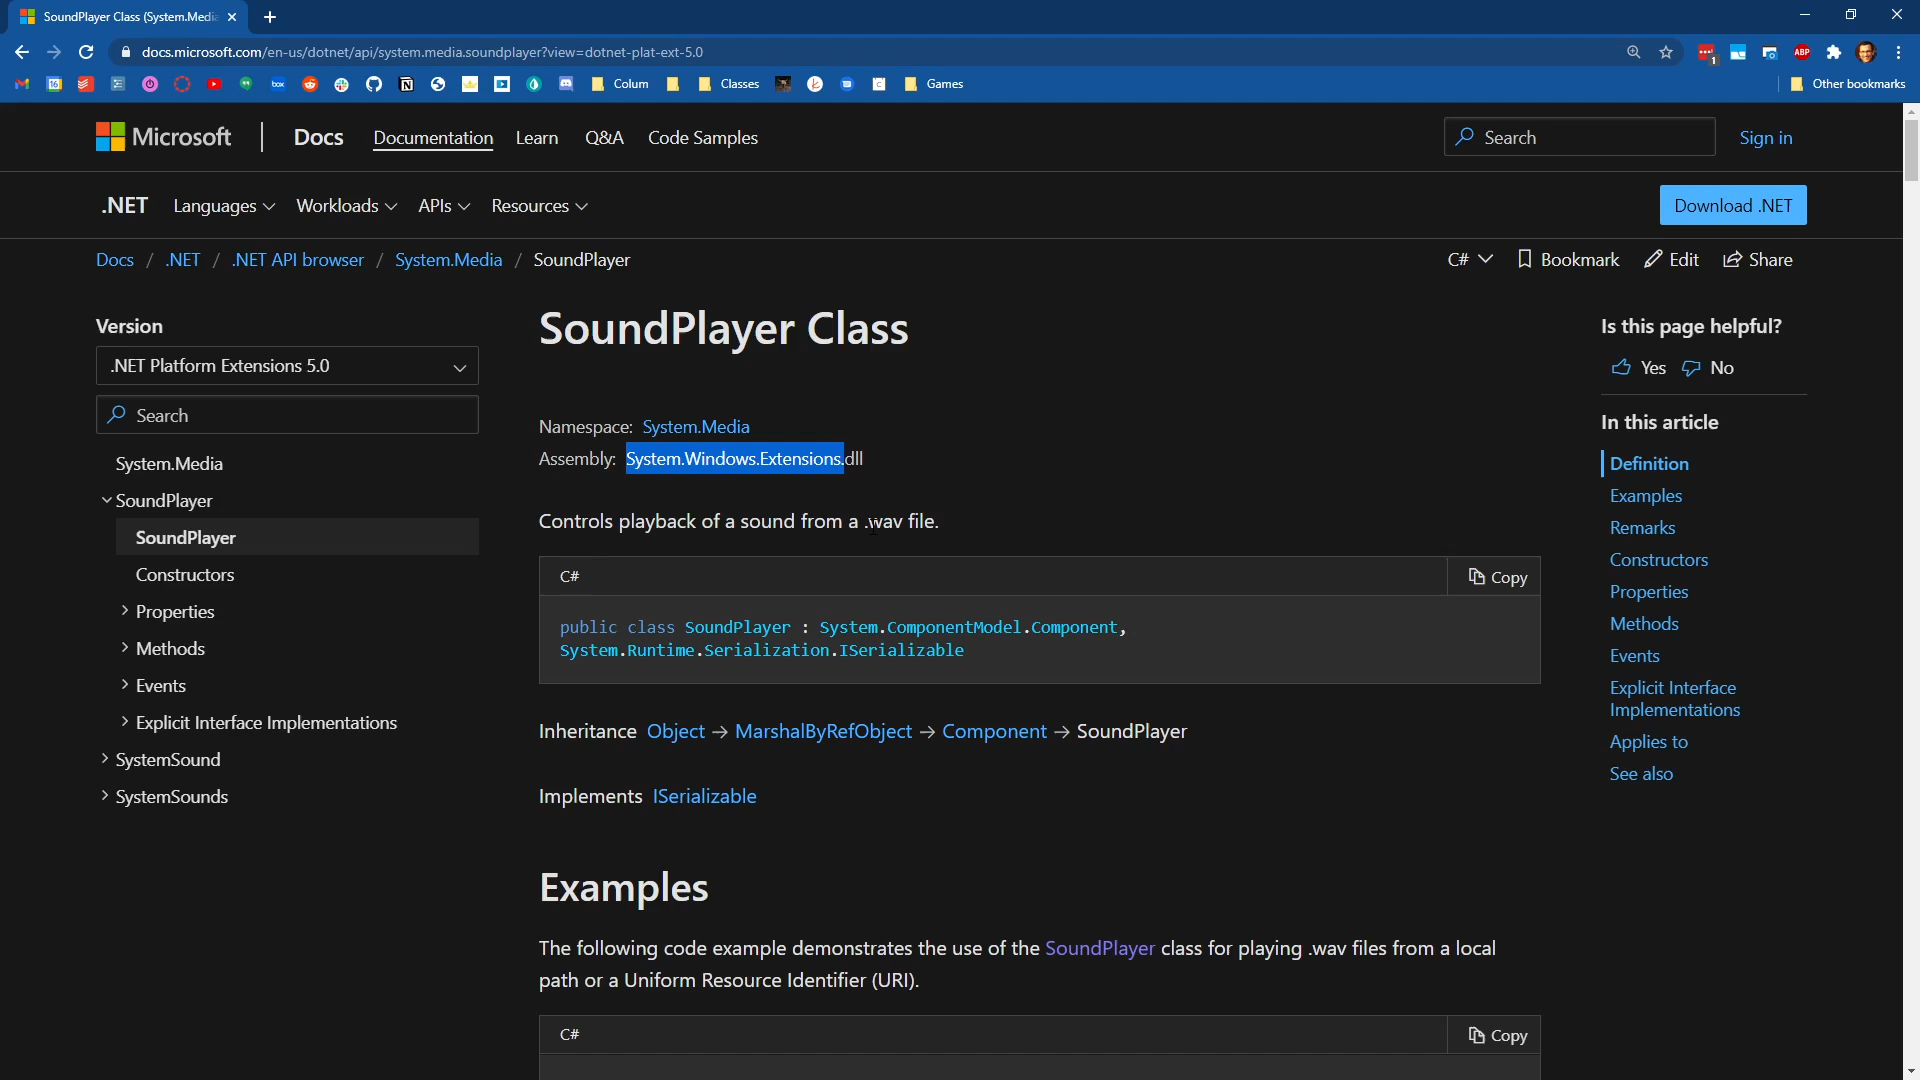 SoundPlayer Class (System.Media
docs.microsoft.com/en-us/dotnet/api/system.media.soundplayer?view=dotnet-plat-ext-5.0
1
ABP
16
box
Colum
Classes
Games
Other bookmarks
Microsoft
Docs
Documentation
Learn
Q&A
Code Samples
Search
Sign in
.NET
Languages
Workloads
APIs
Resources
Download .NET
Docs / .NET / .NET API browser / System.Media / SoundPlayer
C#
Bookmark
Edit
Share
Version
.NET Platform Extensions 5.0
Search
System.Media
SoundPlayer
SoundPlayer
Constructors
Properties
Methods
Events
Explicit Interface Implementations
SystemSound
SystemSounds
SoundPlayer Class
Namespace: System.Media
Assembly: System.Windows.Extensions.dll
Controls playback of a sound from a .wav file.
C#
Copy
public class SoundPlayer : System.ComponentModel.Component,
System.Runtime.Serialization.ISerializable
Inheritance Object → MarshalByRefObject → Component → SoundPlayer
Implements ISerializable
Examples
The following code example demonstrates the use of the SoundPlayer class for playing .wav files from a local
path or a Uniform Resource Identifier (URI).
C#
Copy
Is this page helpful?
Yes
No
In this article
Definition
Examples
Remarks
Constructors
Properties
Methods
Events
Explicit Interface
Implementations
Applies to
See also